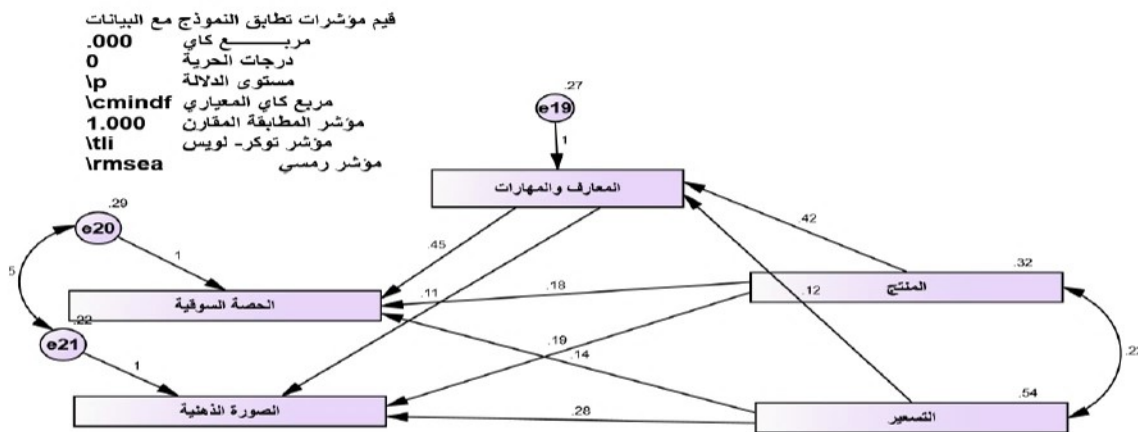 قيم مؤشرات تطابق النموذج مع البيانات
مربـــــــع كاي .000
درجات الحرية 0
مستوى الدلالة \p
مربع كاي المعياري \cmindf
مؤشر المطابقة المقارن 1.000
مؤشر توكر- لويس \tli
مؤشر رمسي \rmsea
.27
e19
1
المعارف والمهارات
.29
e20
1
.45
.42
.32
المنتج
5
الحصة السوقية
.11
.18
.12
.22
e21
1
.19
.14
.54
الصورة الذهنية
.28
التسعير